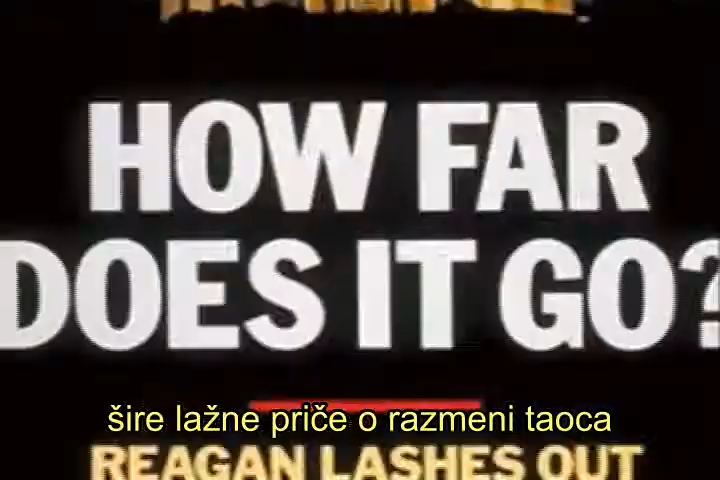 HOW FAR
DOES IT GO?
šire lažne priče o razmeni taoca
REAGAN LASHES OUT